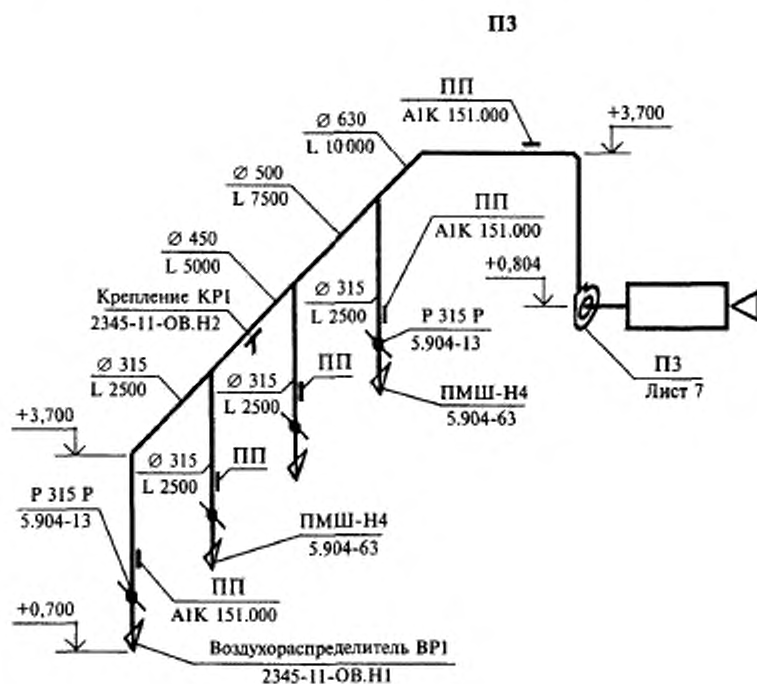 П3
ПП
А1К 151.000
+3,700
Ø 630
L 10000
Ø 500
L 7500
ПП
А1К 151.000
Ø 450
L 5000
+0,804
Крепление КР1
2345-11-ОВ.Н2
Ø 315
L 2500
Р 315 Р
5.904-13
П3
Лист 7
Ø 315
L 2500
Ø 315
L 2500
ПП
ПМШ-Н4
5.904-63
+3,700
Ø 315
L 2500
ПП
Р 315 Р
5.904-13
ПМШ-Н4
5.904-63
ПП
А1К 151.000
+0,700
Воздухораспределитель ВР1
2345-11-ОВ.Н1